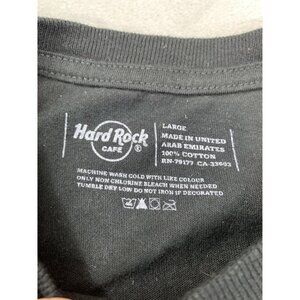 Hard Rock
CAFE
®
LARGE
MADE IN UNITED
ARAB EMIRATES
100% COTTON
RN-79177 CA-33603
MACHINE WASH COLD WITH LIKE COLOUR
ONLY NON CHLORINE BLEACH WHEN NEEDED
TUMBLE DRY LOW DO NOT IRON IF DECORATED